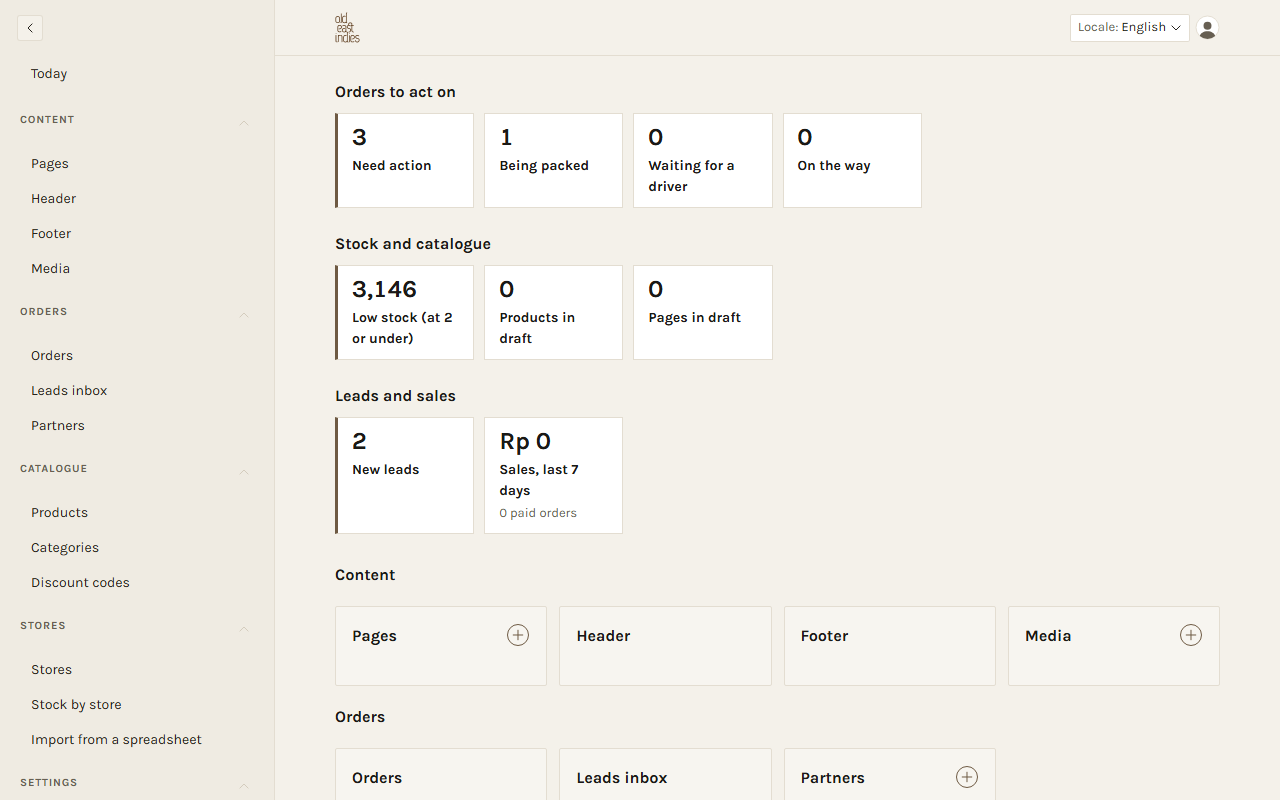 old
east
indies
Locale: English
Today
CONTENT
Pages
Header
Footer
Media
ORDERS
Orders
Leads inbox
Partners
CATALOGUE
Products
Categories
Discount codes
STORES
Stores
Stock by store
Import from a spreadsheet
SETTINGS
Orders to act on
3
Need action
1
Being packed
0
Waiting for a
driver
0
On the way
Stock and catalogue
3,146
Low stock (at 2
or under)
0
Products in
draft
0
Pages in draft
Leads and sales
2
New leads
Rp 0
Sales, last 7
days
0 paid orders
Content
Pages
Header
Footer
Media
Orders
Orders
Leads inbox
Partners